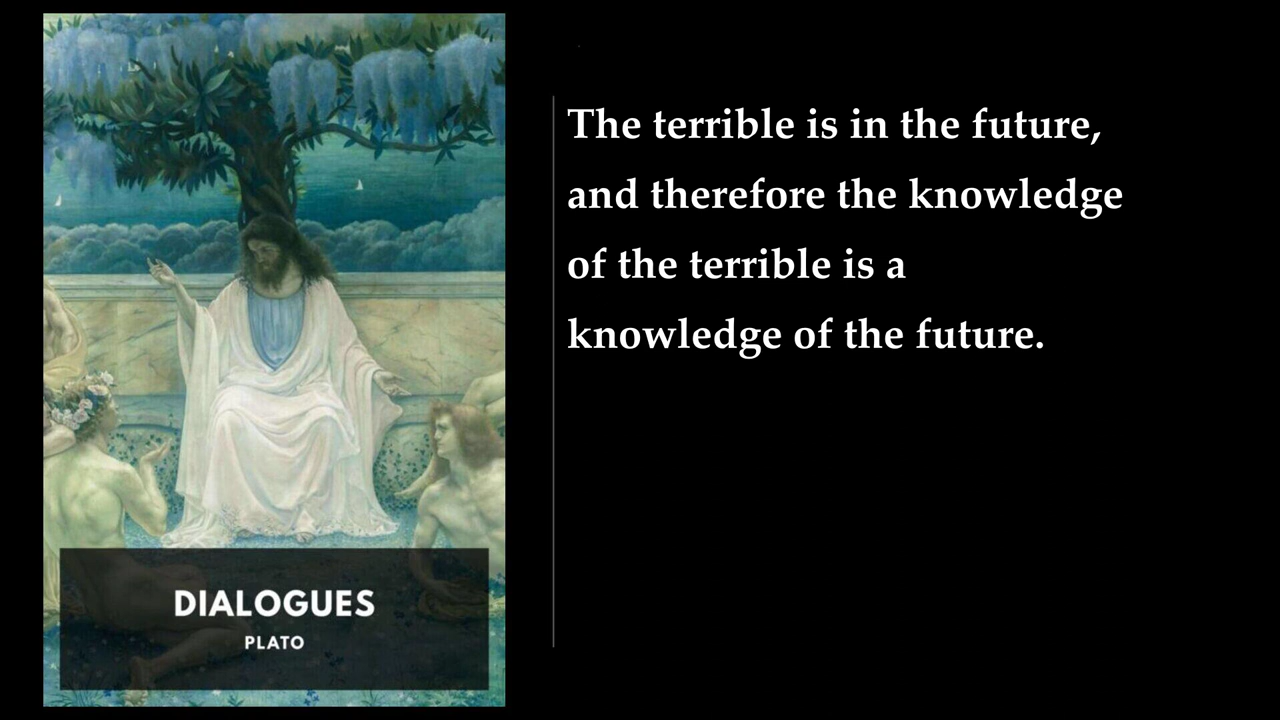 The terrible is in the future,
and therefore the knowledge
of the terrible is a
knowledge of the future.
DIALOGUES
PLATO